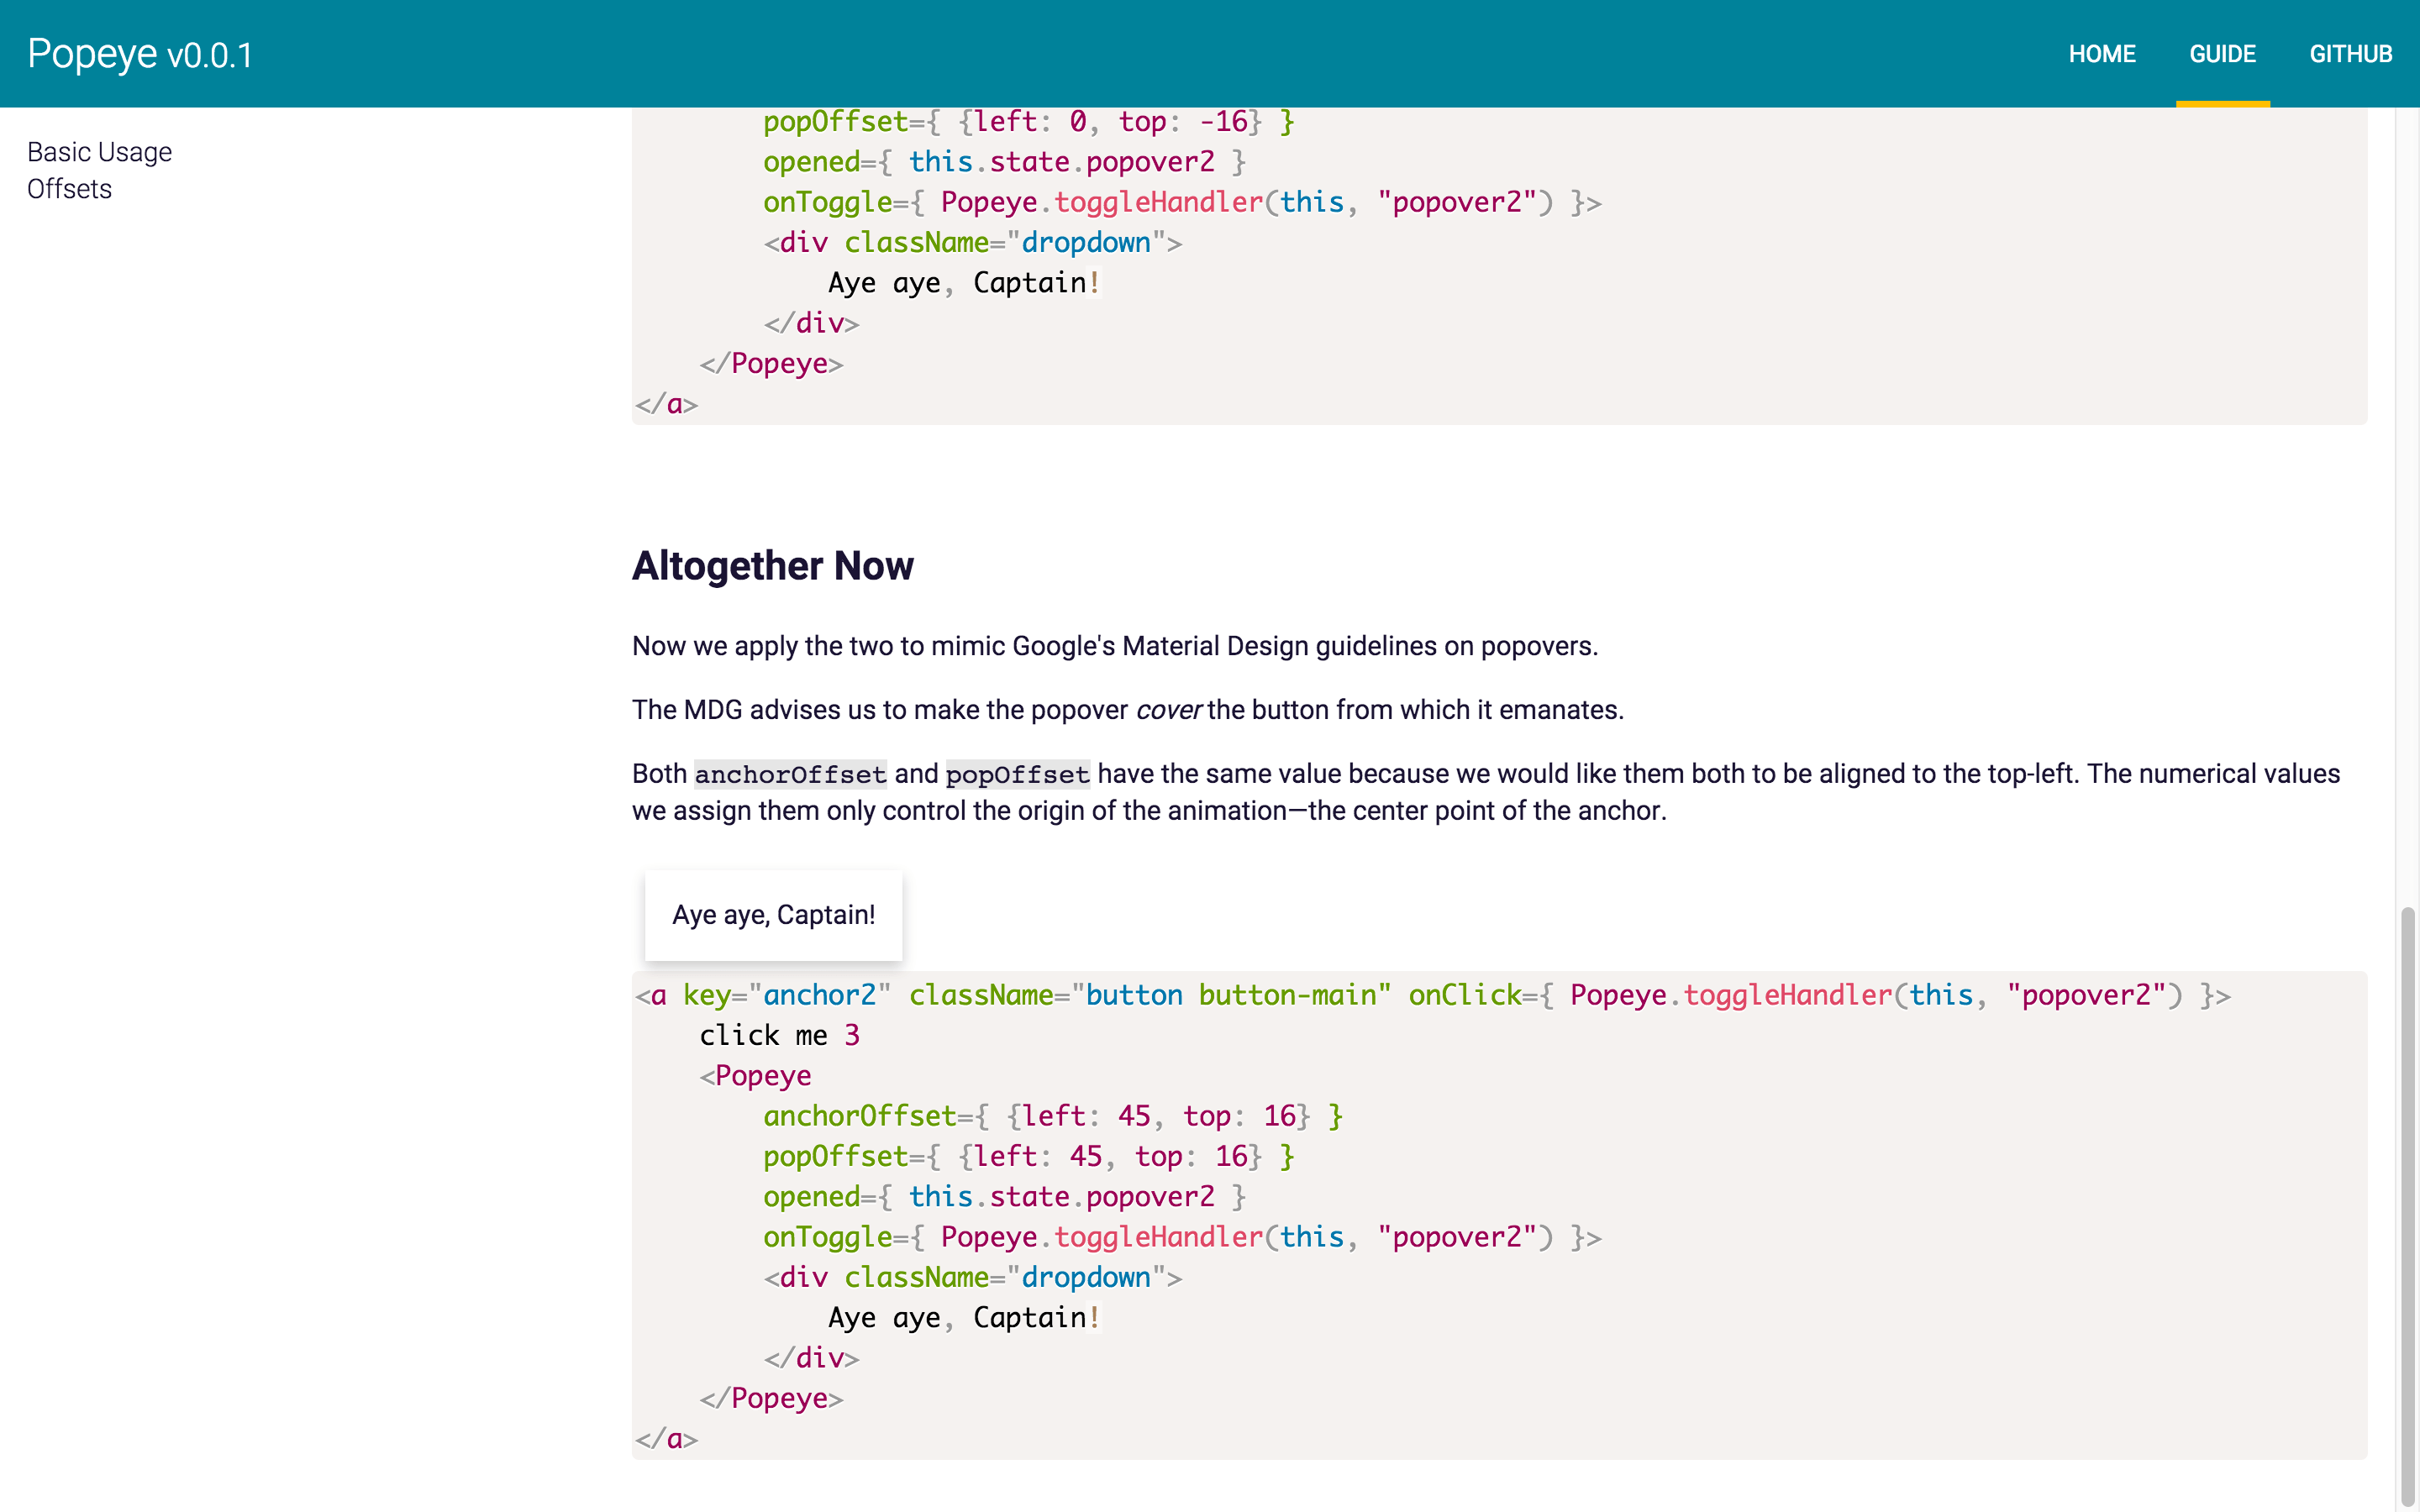 Popeye v0.0.1
HOME GUIDE GITHUB
Basic Usage
Offsets
popOffset={ {left: 0, top: -16} }
opened={ this.state.popover2 }
onToggle={ Popeye.toggleHandler(this, "popover2") }>
<div className="dropdown">
Aye aye, Captain!
</div>
</Popeye>
</a>
Altogether Now
Now we apply the two to mimic Google's Material Design guidelines on popovers.
The MDG advises us to make the popover cover the button from which it emanates.
Both anchorOffset and popOffset have the same value because we would like them both to be aligned to the top-left. The numerical values
we assign them only control the origin of the animation—the center point of the anchor.
Aye aye, Captain!
<a key="anchor2" className="button button-main" onClick={ Popeye.toggleHandler(this, "popover2") }>
click me 3
<Popeye
anchorOffset={ {left: 45, top: 16} }
popOffset={ {left: 45, top: 16} }
opened={ this.state.popover2 }
onToggle={ Popeye.toggleHandler(this, "popover2") }>
<div className="dropdown">
Aye aye, Captain!
</div>
</Popeye>
</a>